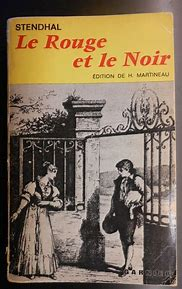 STENDHAL
Le Rouge
et le Noir
ÉDITION DE H. MARTINEAU